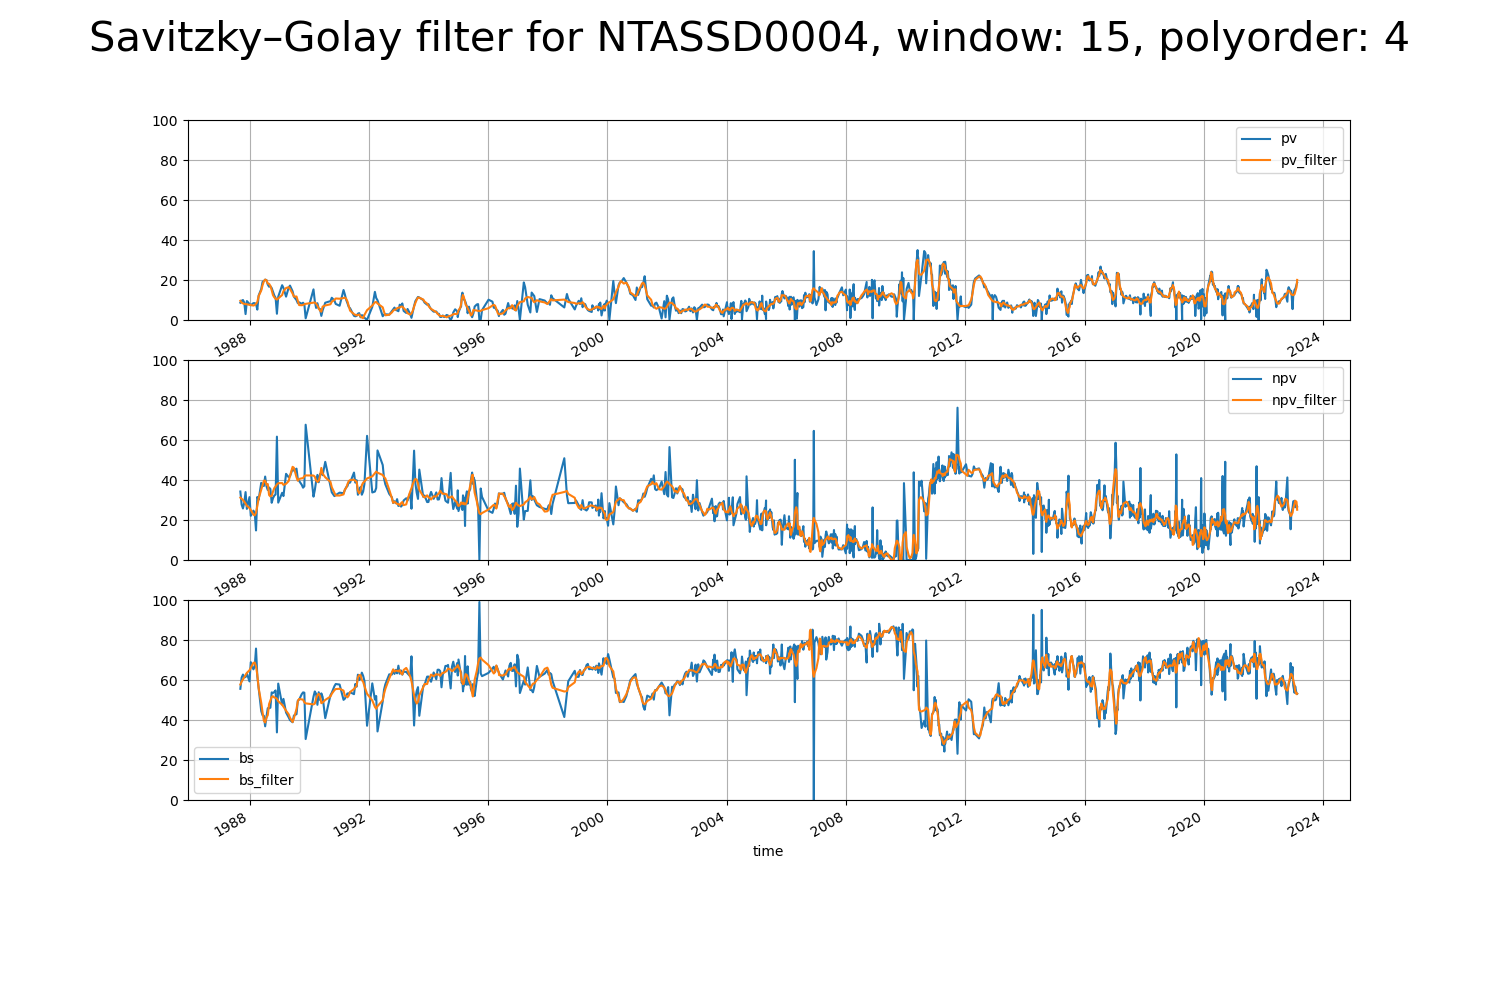 Savitzky–Golay filter for NTASSD0004, window: 15, polyorder: 4
100
80
60
40
20
0
pv
pv_filter
1988 1992 1996 2000 2004 2008 2012 2016 2020 2024
100
80
60
40
20
0
npv
npv_filter
1988 1992 1996 2000 2004 2008 2012 2016 2020 2024
100
80
60
40
20
0
bs
bs_filter
1988 1992 1996 2000 2004 2008 2012 2016 2020 2024
time